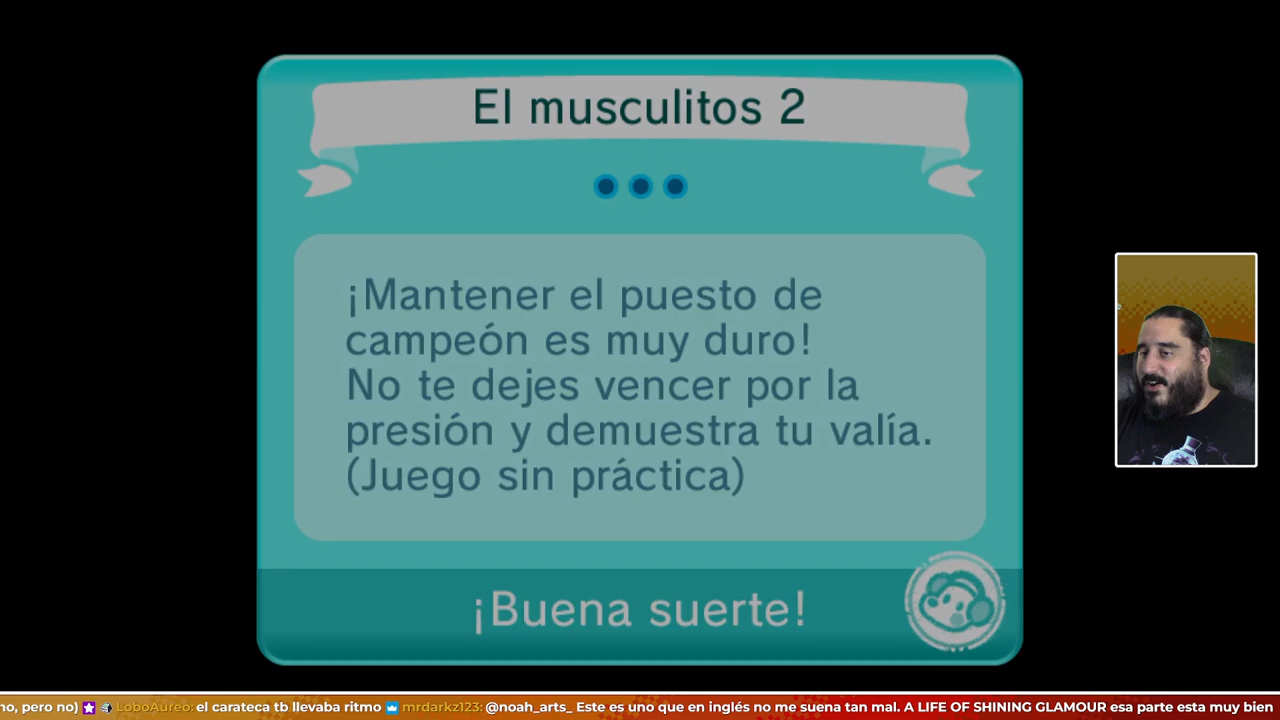 El musculitos 2
¡Mantener el puesto de
campeón es muy duro!
No te dejes vencer por la
presión y demuestra tu valía.
(Juego sin práctica)
¡Buena suerte!
no, pero no) LoboAureo: el carateca tb llevaba ritmo mrdarkz123: @noah_arts_ Este es uno que en inglés no me suena tan mal. A LIFE OF SHINING GLAMOUR esa parte esta muy bien